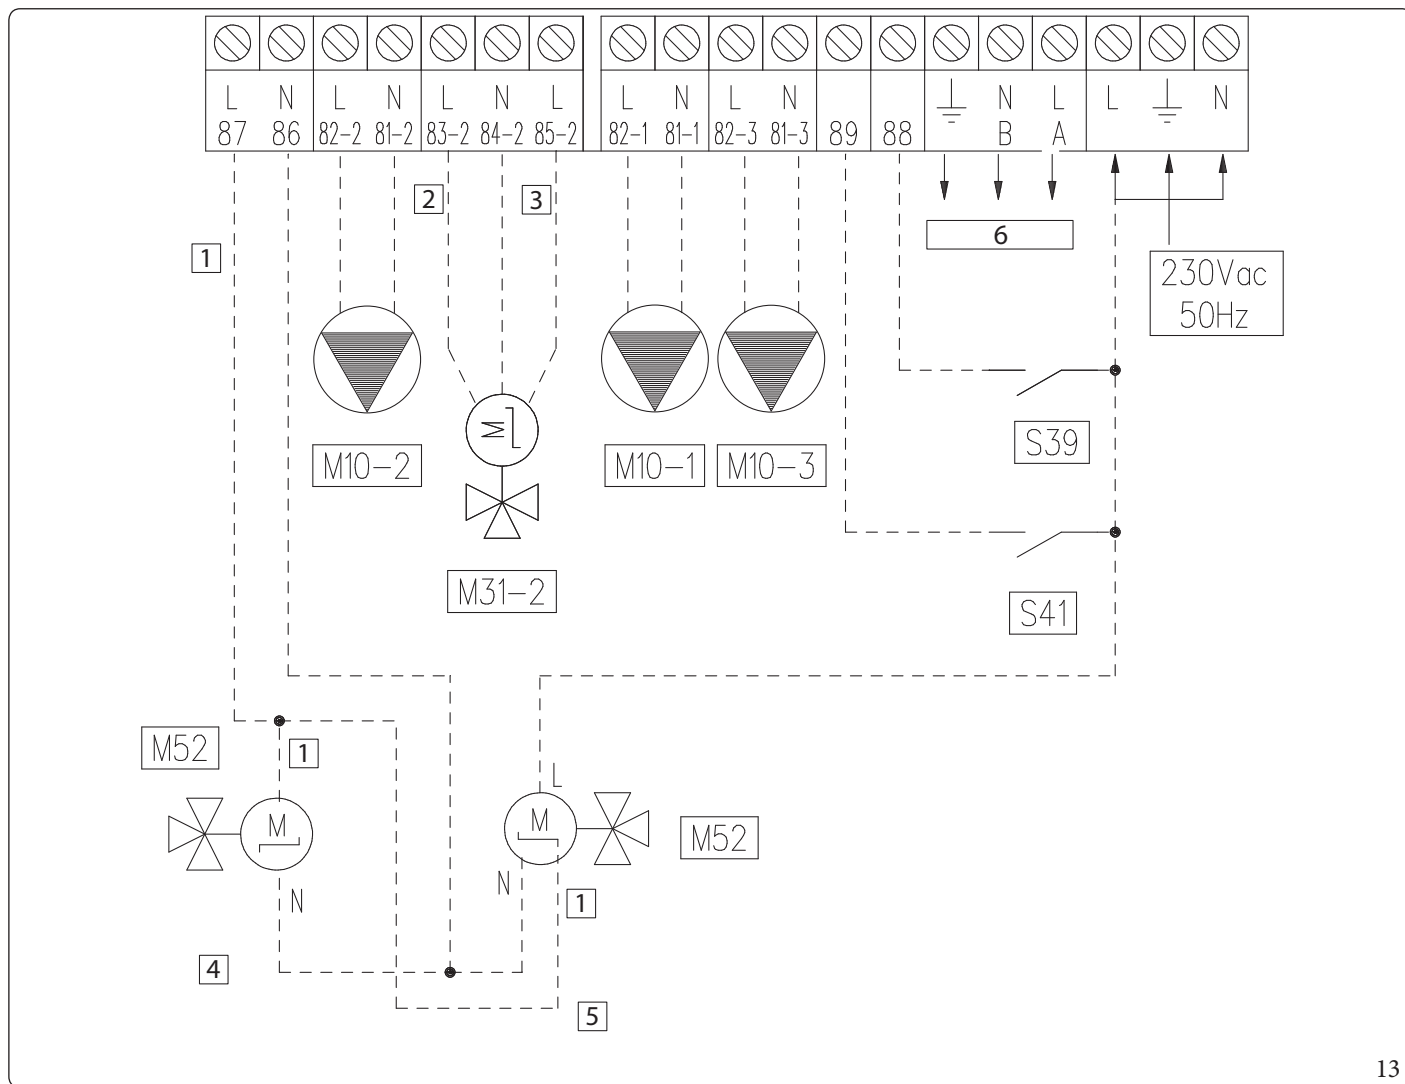 L N L N L N L L N L N N L L N
87 86 82-2 81-2 83-2 84-2 85-2 82-1 81-1 82-3 81-3 89 88 B A
2 3
1
6
230Vac
50Hz
S39
M10-2 M10-1 M10-3
M
M31-2
S41
M52
1
L
M M
M52
N
N
1
4
5
13